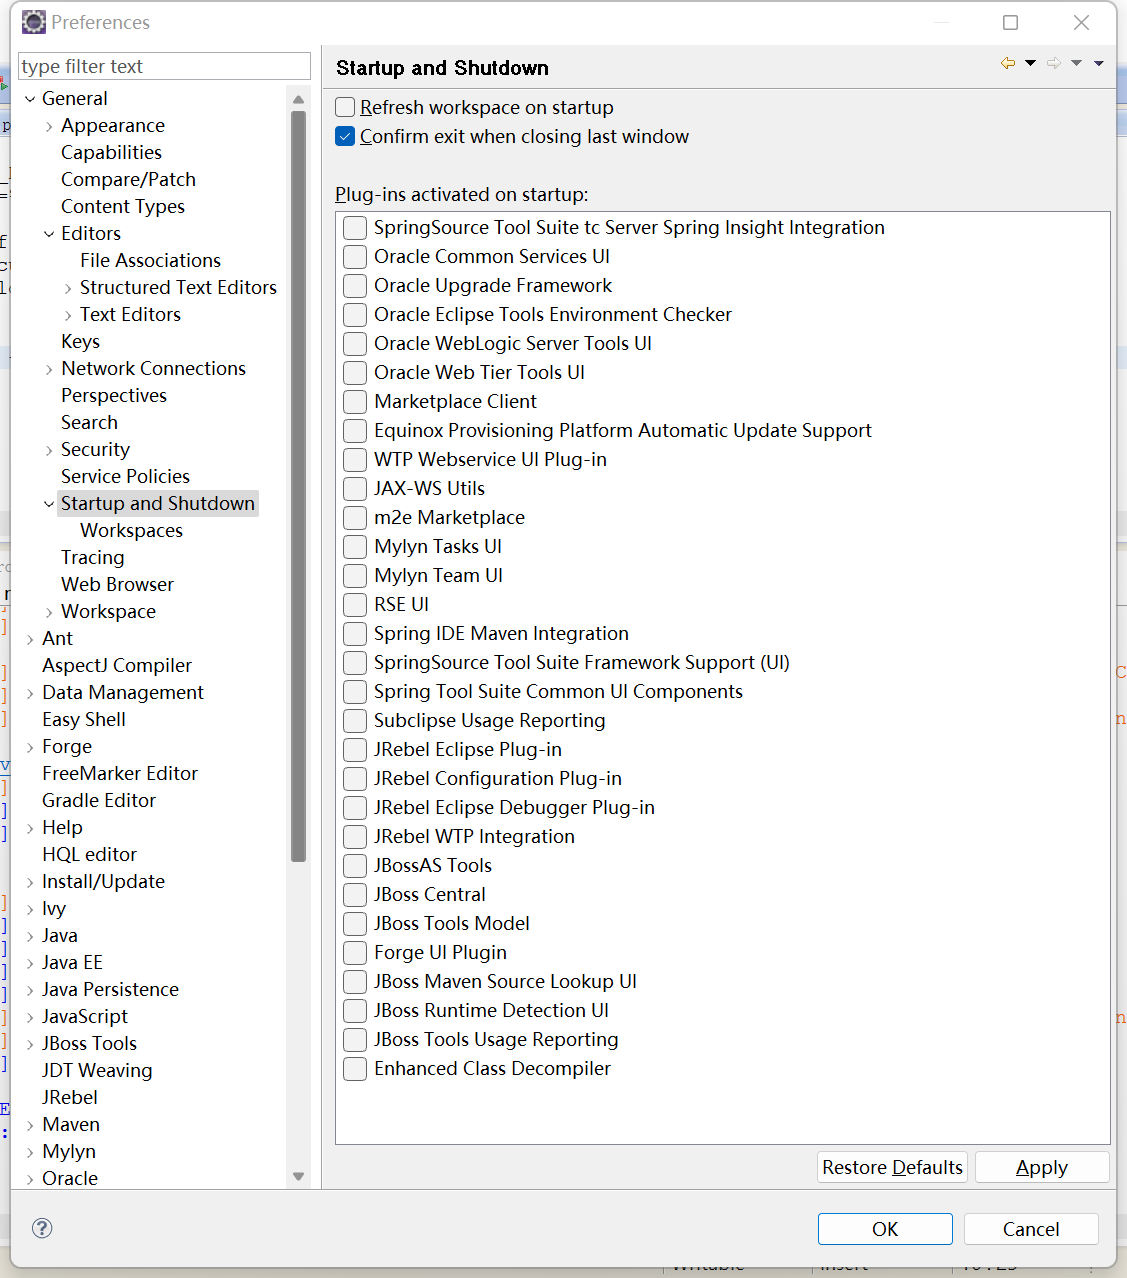 Preferences
type filter text
General
Appearance
Capabilities
Compare/Patch
Content Types
Editors
File Associations
Structured Text Editors
Text Editors
Keys
Network Connections
Perspectives
Search
Security
Service Policies
Startup and Shutdown
Workspaces
Tracing
Web Browser
Workspace
Ant
AspectJ Compiler
Data Management
Easy Shell
Forge
FreeMarker Editor
Gradle Editor
Help
HQL editor
Install/Update
Ivy
Java
Java EE
Java Persistence
JavaScript
JBoss Tools
JDT Weaving
JRebel
Maven
Mylyn
Oracle
Startup and Shutdown
Refresh workspace on startup
Confirm exit when closing last window
Plug-ins activated on startup:
SpringSource Tool Suite tc Server Spring Insight Integration
Oracle Common Services UI
Oracle Upgrade Framework
Oracle Eclipse Tools Environment Checker
Oracle WebLogic Server Tools UI
Oracle Web Tier Tools UI
Marketplace Client
Equinox Provisioning Platform Automatic Update Support
WTP Webservice UI Plug-in
JAX-WS Utils
m2e Marketplace
Mylyn Tasks UI
Mylyn Team UI
RSE UI
Spring IDE Maven Integration
SpringSource Tool Suite Framework Support (UI)
Spring Tool Suite Common UI Components
Subclipse Usage Reporting
JRebel Eclipse Plug-in
JRebel Configuration Plug-in
JRebel Eclipse Debugger Plug-in
JRebel WTP Integration
JBossAS Tools
JBoss Central
JBoss Tools Model
Forge UI Plugin
JBoss Maven Source Lookup UI
JBoss Runtime Detection UI
JBoss Tools Usage Reporting
Enhanced Class Decompiler
Restore Defaults
Apply
OK
Cancel